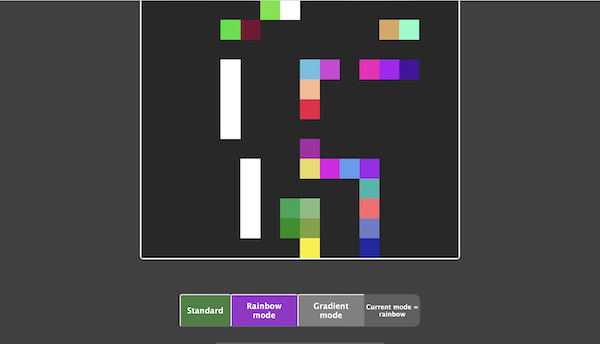 Standard
Rainbow
mode
Gradient
mode
Current mode =
rainbow